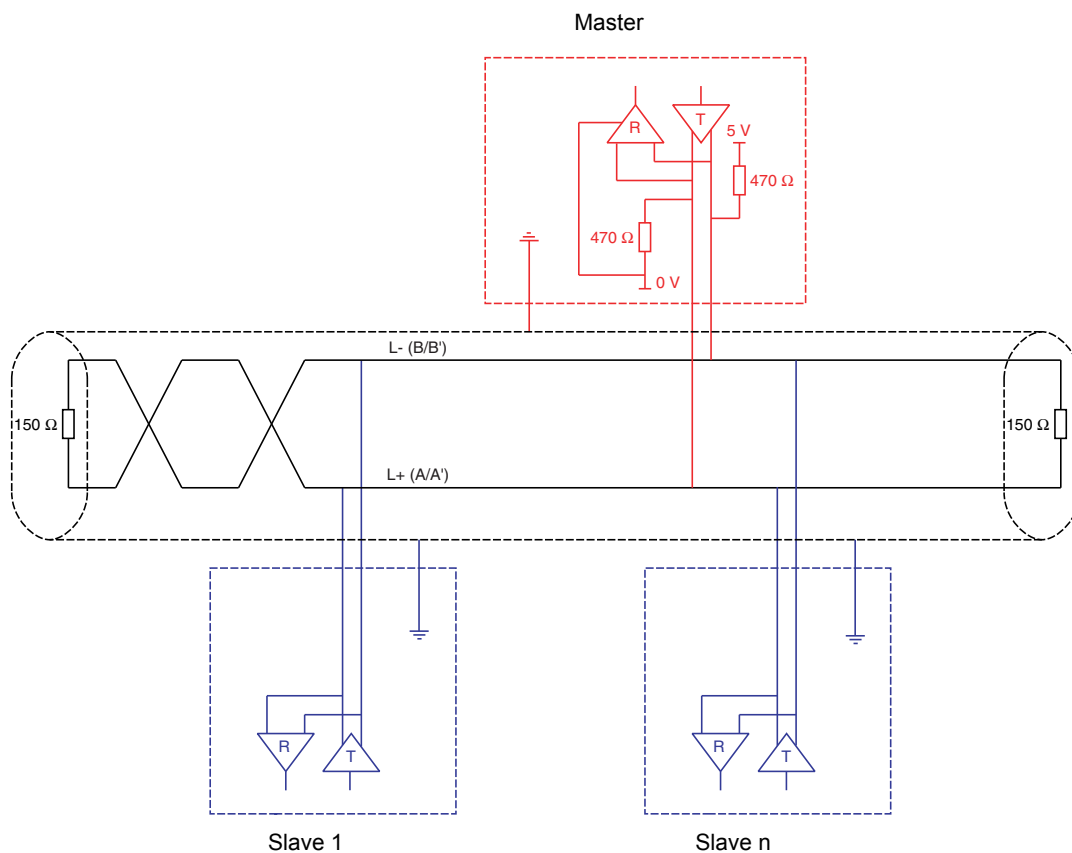 Master
R
T
5 V
470 Ω
470 Ω
0 V
L- (B/B')
150 Ω
150 Ω
L+ (A/A')
R
T
R
T
Slave 1
Slave n